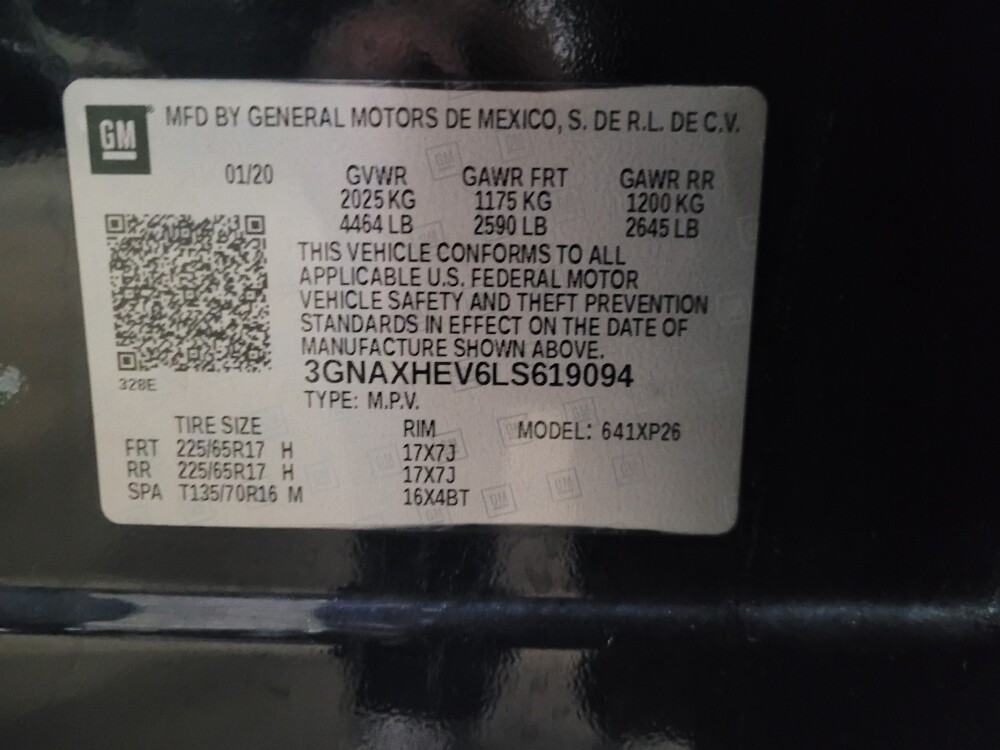 GM® MFD BY GENERAL MOTORS DE MEXICO, S. DE R.L. DE C.V.
01/20 GVWR GAWR FRT GAWR RR
2025 KG 1175 KG 1200 KG
4464 LB 2590 LB 2645 LB
THIS VEHICLE CONFORMS TO ALL
APPLICABLE U.S. FEDERAL MOTOR
VEHICLE SAFETY AND THEFT PREVENTION
STANDARDS IN EFFECT ON THE DATE OF
MANUFACTURE SHOWN ABOVE.
328E 3GNAXHEV6LS619094
TYPE: M.P.V.
TIRE SIZE RIM MODEL: 641XP26
FRT 225/65R17 H 17X7J
RR 225/65R17 H 17X7J
SPA T135/70R16 M 16X4BT